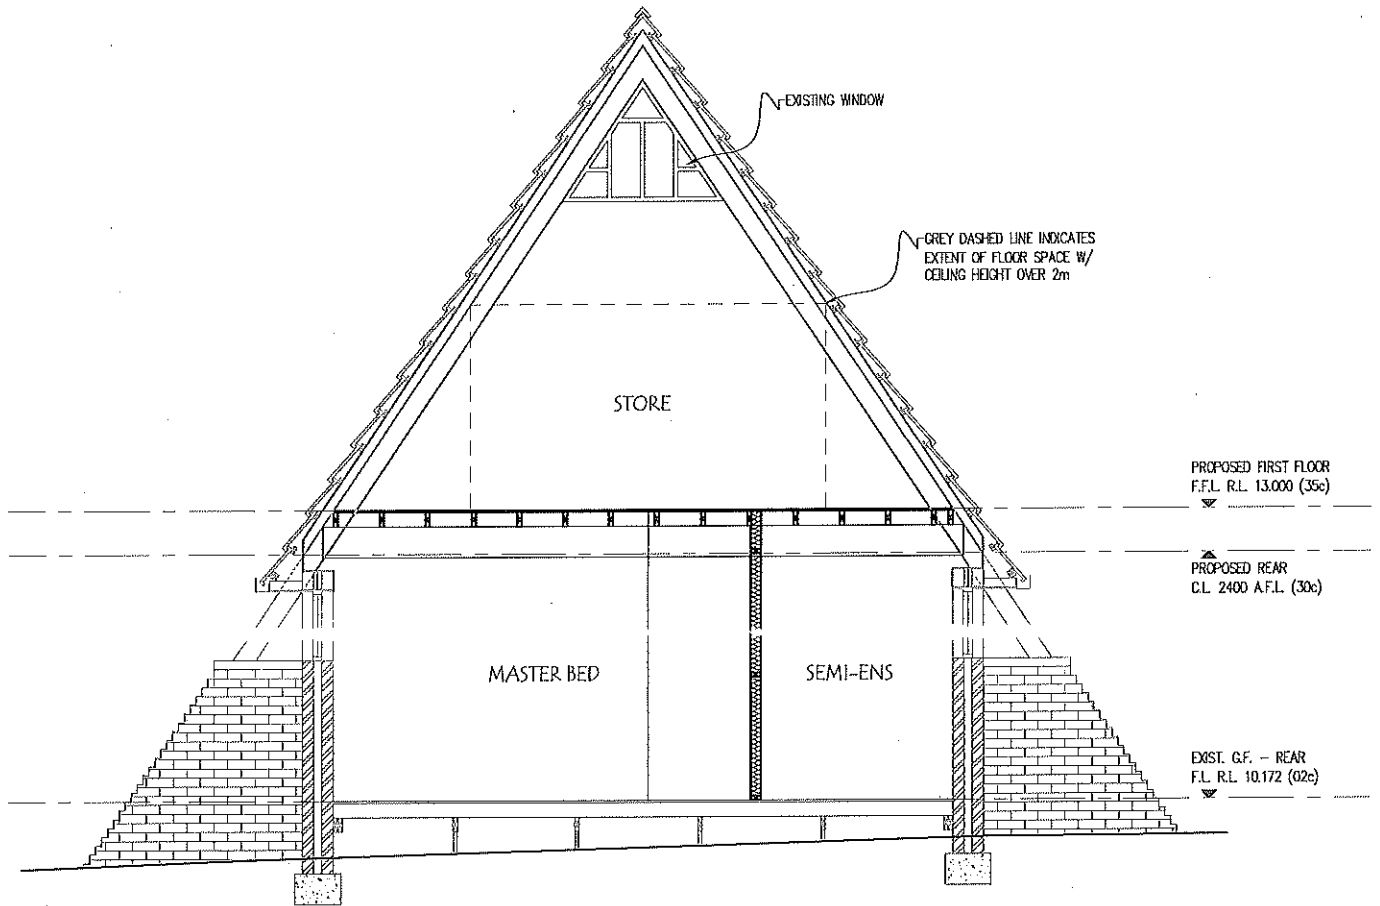 EXISTING WINDOW
GREY DASHED LINE INDICATES
EXTENT OF FLOOR SPACE W/
CEILING HEIGHT OVER 2m
STORE
PROPOSED FIRST FLOOR
F.F.L. R.L. 13.000 (35c)
PROPOSED REAR
C.L. 2400 A.F.L. (30c)
MASTER BED
SEMI-ENS
EXIST. G.F. - REAR
F.L. R.L. 10.172 (02c)